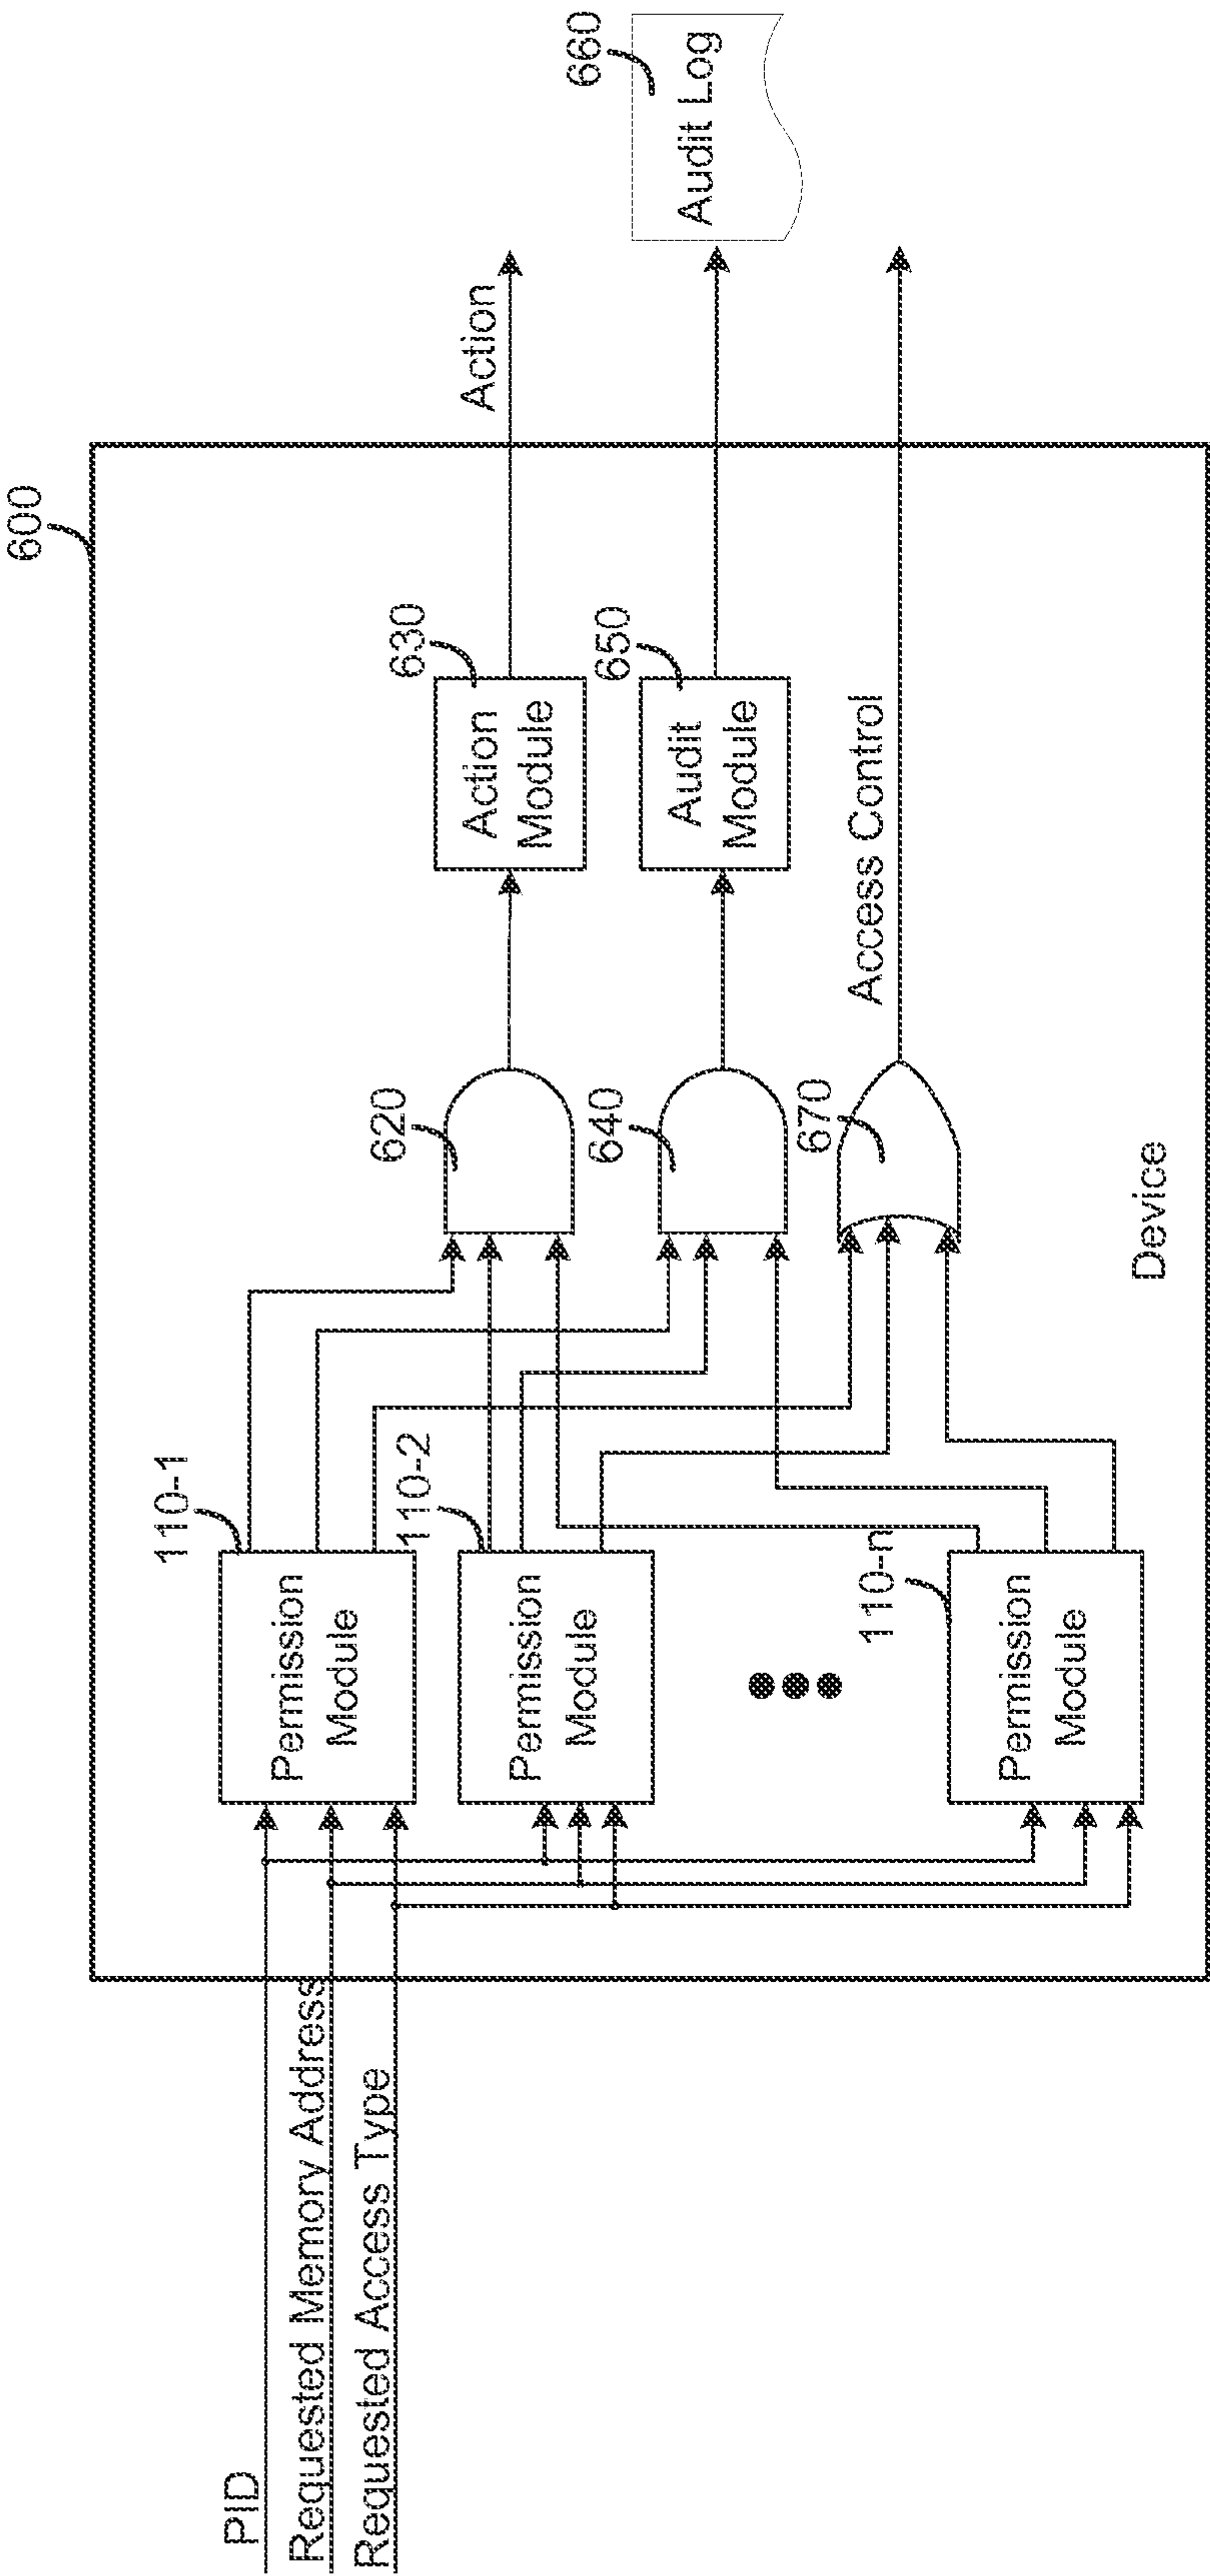 600
PID
Requested Memory Address
Requested Access Type
110-1
Permission
Module
110-2
Permission
Module
110-n
Permission
Module
620
640
670
630
Action
Module
650
Audit
Module
Access Control
Device
Action
660
Audit Log